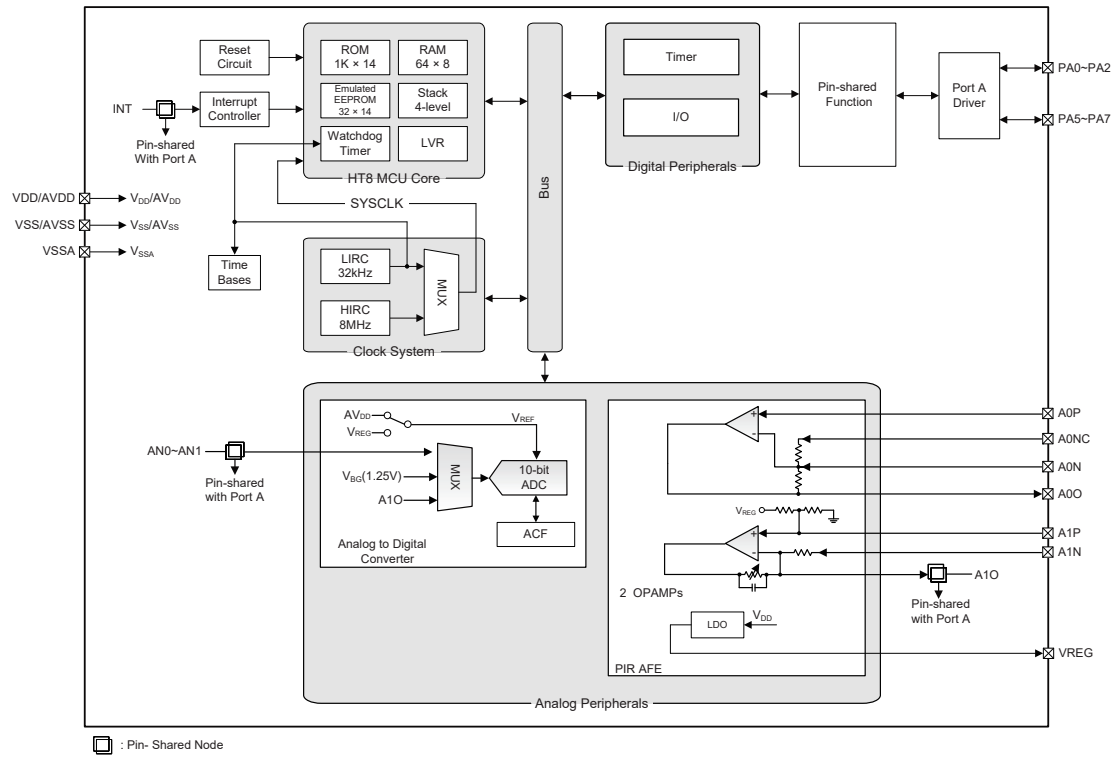 Reset
Circuit
ROM
1K × 14
RAM
64 × 8
Emulated
EEPROM
32 × 14
Stack
4-level
INT
Interrupt
Controller
Pin-shared
With Port A
Watchdog
Timer
LVR
HT8 MCU Core
SYSCLK
Bus
Timer
I/O
Digital Peripherals
Pin-shared
Function
Port A
Driver
PA0~PA2
PA5~PA7
VDD/AVDD
VDD/AVDD
VSS/AVSS
VSS/AVSS
VSSA
VSSA
Time
Bases
LIRC
32kHz
HIRC
8MHz
MUX
Clock System
AVDD
VREG
VREF
AN0~AN1
Pin-shared
with Port A
VBG(1.25V)
A1O
MUX
10-bit
ADC
ACF
Analog to Digital
Converter
+
-
VREG
+
-
2 OPAMPs
LDO
VDD
PIR AFE
A0P
A0NC
A0N
A0O
A1P
A1N
A1O
Pin-shared
with Port A
VREG
Analog Peripherals
: Pin- Shared Node